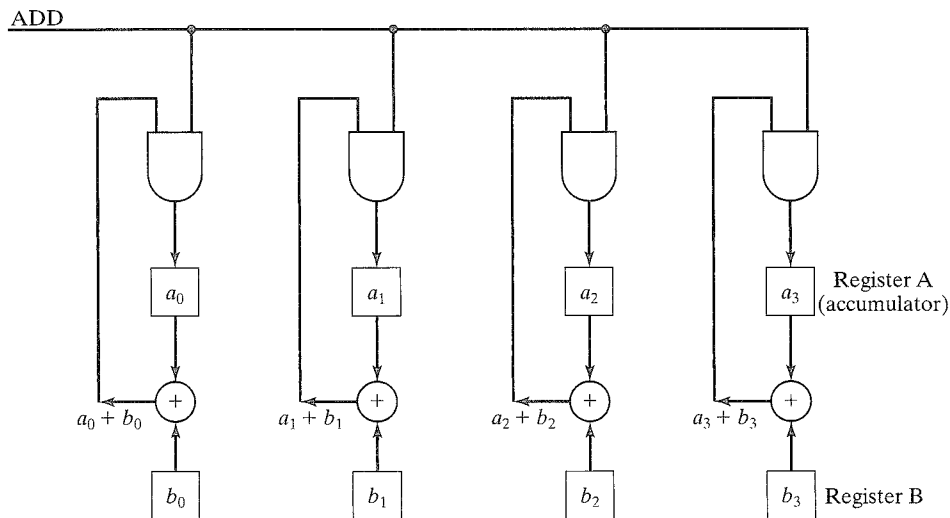 ADD
a₀ a₁ a₂ a₃ Register A
(accumulator)
+ + + +
a₀ + b₀ a₁ + b₁ a₂ + b₂ a₃ + b₃
b₀ b₁ b₂ b₃ Register B